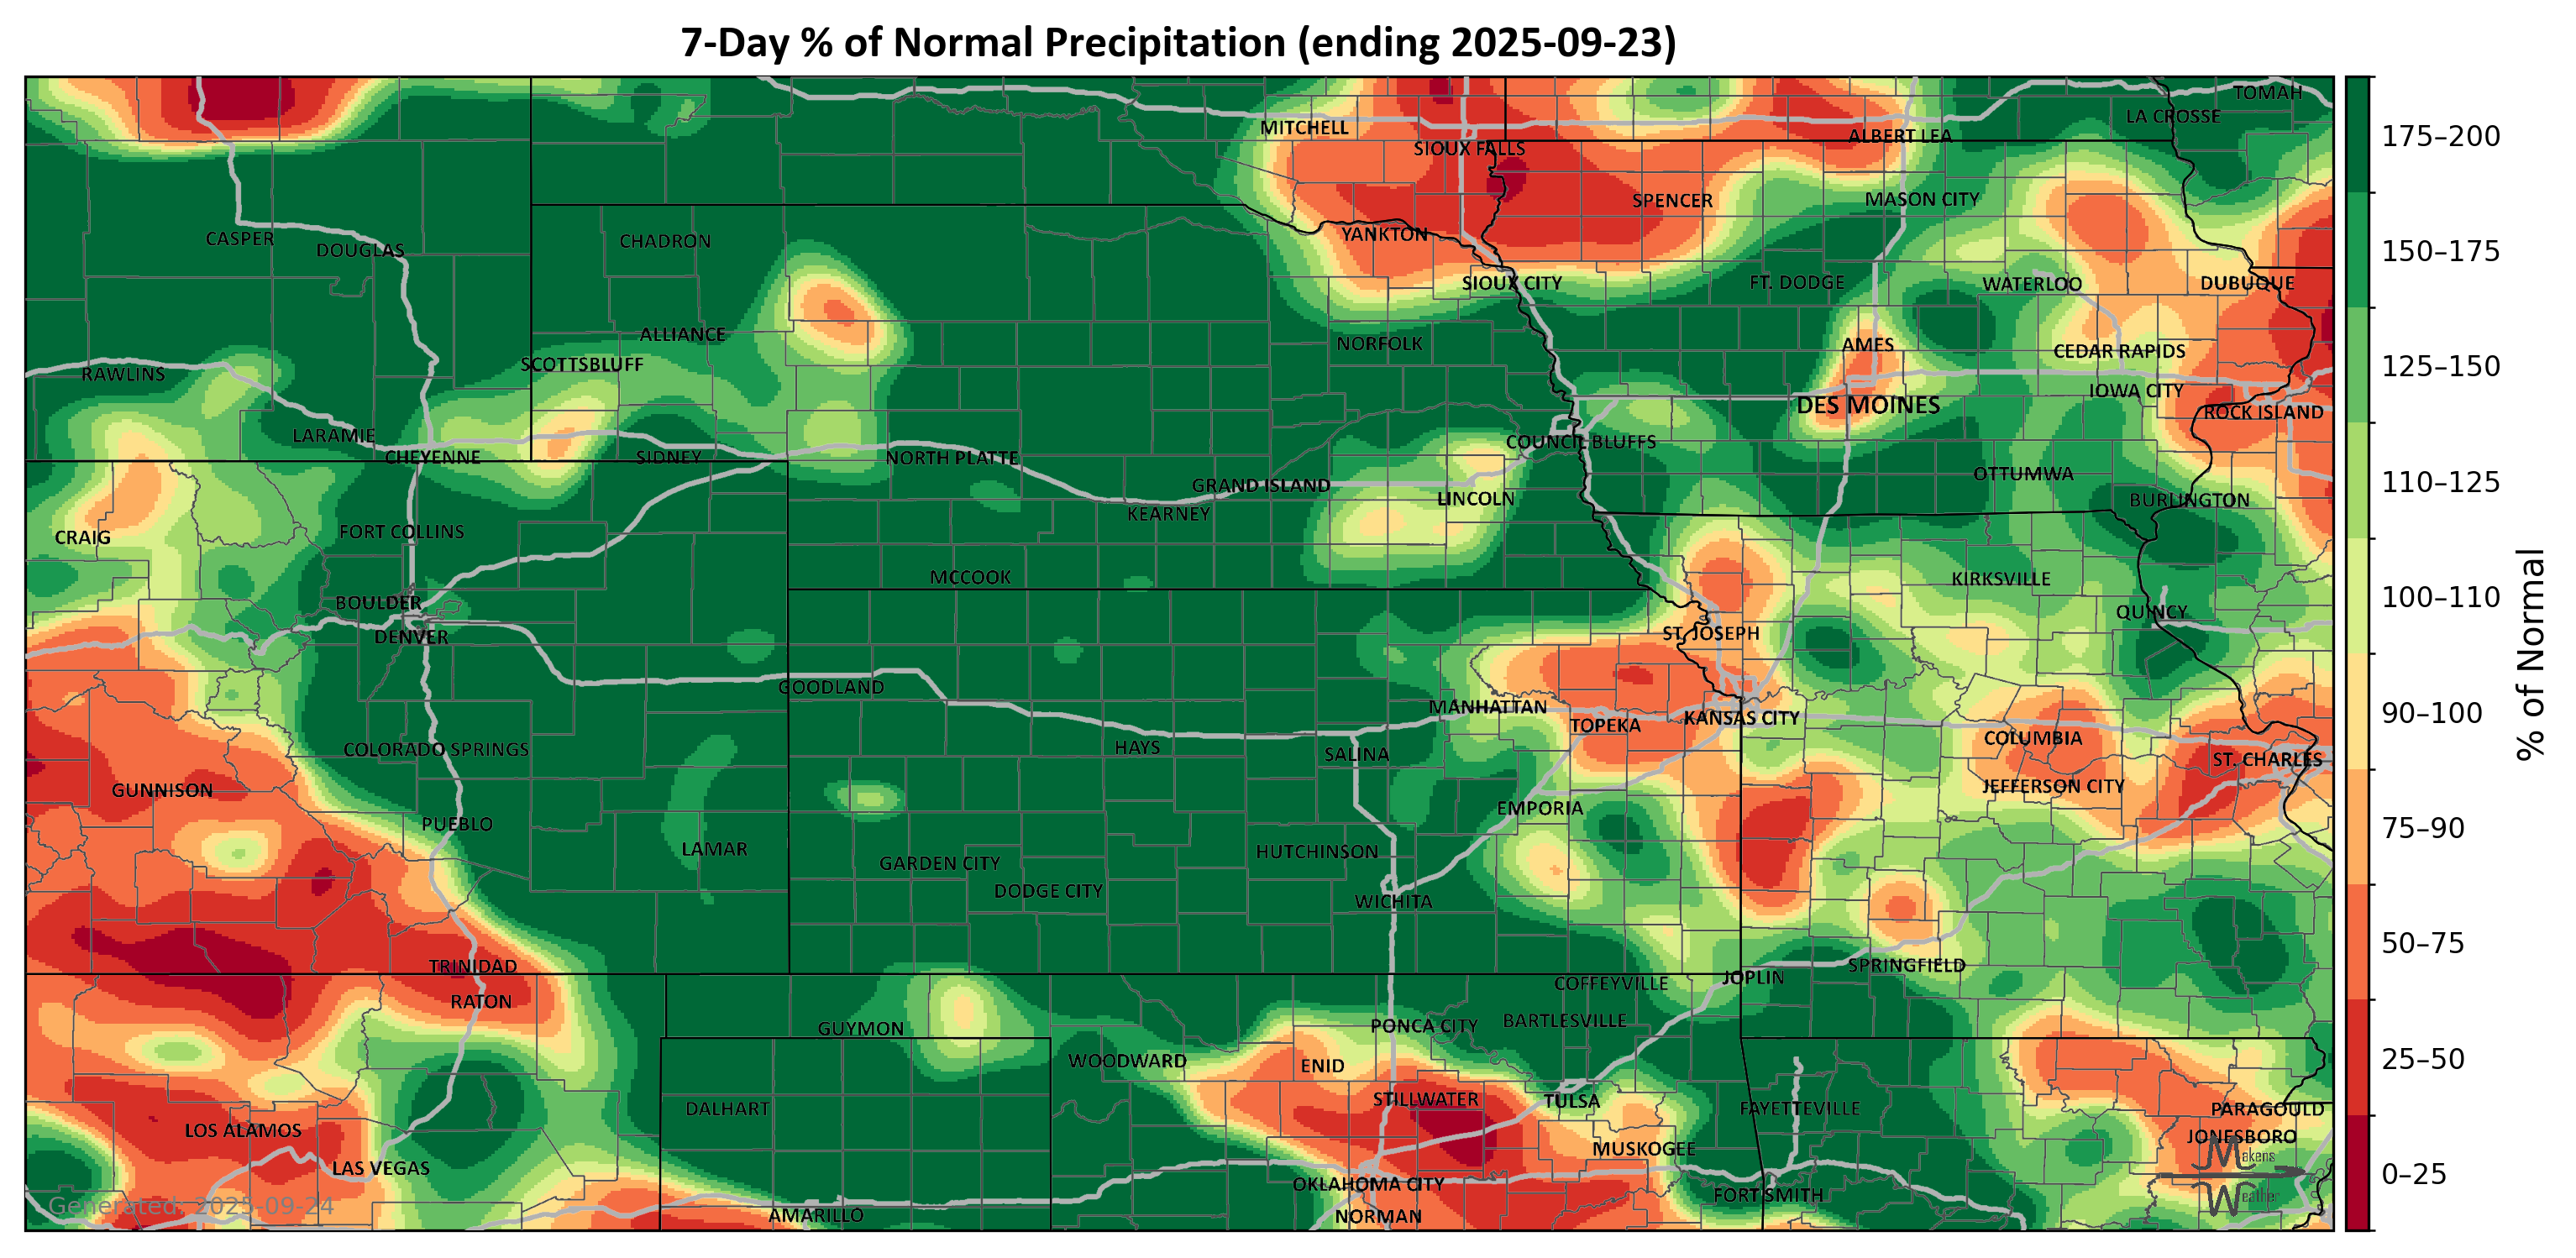 7-Day % of Normal Precipitation (ending 2025-09-23)
TOMAH
LA CROSSE
MITCHELL
ALBERT LEA
SIOUX FALLS
SPENCER
MASON CITY
YANKTON
CASPER
CHADRON
DOUGLAS
SIOUX CITY
FT. DODGE
WATERLOO
DUBUQUE
ALLIANCE
NORFOLK
AMES
CEDAR RAPIDS
SCOTTSBLUFF
RAWLINS
IOWA CITY
DES MOINES
ROCK ISLAND
LARAMIE
COUNCIL BLUFFS
CHEYENNE
SIDNEY
NORTH PLATTE
OTTUMWA
GRAND ISLAND
LINCOLN
BURLINGTON
KEARNEY
FORT COLLINS
CRAIG
MCCOOK
KIRKSVILLE
BOULDER
QUINCY
DENVER
ST. JOSEPH
GOODLAND
MANHATTAN
KANSAS CITY
TOPEKA
COLUMBIA
COLORADO SPRINGS
HAYS
SALINA
ST. CHARLES
GUNNISON
JEFFERSON CITY
EMPORIA
PUEBLO
LAMAR
HUTCHINSON
GARDEN CITY
DODGE CITY
WICHITA
TRINIDAD
SPRINGFIELD
JOPLIN
COFFEYVILLE
RATON
BARTLESVILLE
PONCA CITY
GUYMON
WOODWARD
ENID
STILLWATER
TULSA
DALHART
FAYETTEVILLE
PARAGOULD
LOS ALAMOS
JONESBORO
MUSKOGEE
LAS VEGAS
OKLAHOMA CITY
FORT SMITH
AMARILLO
NORMAN
Generated: 2025-09-24
Makens
Weather
175–200
150–175
125–150
110–125
100–110
90–100
75–90
50–75
25–50
0–25
% of Normal